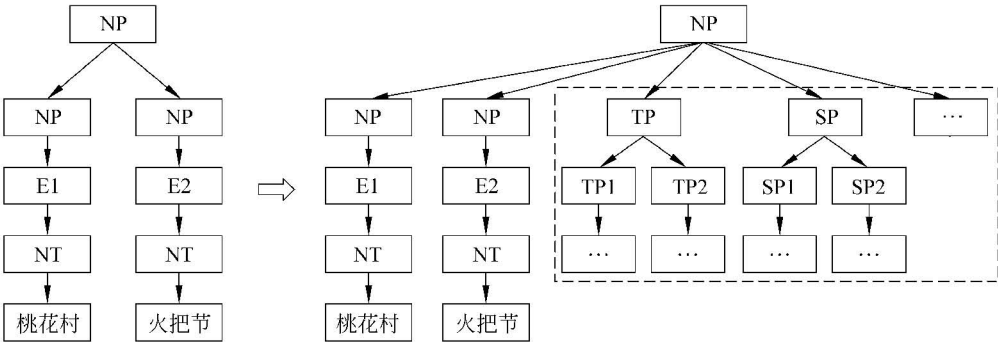 NP NP
NP NP NP NP TP SP …
E1 E2 E1 E2 TP1 TP2 SP1 SP2
NT NT NT NT … … … …
桃花村 火把节 桃花村 火把节